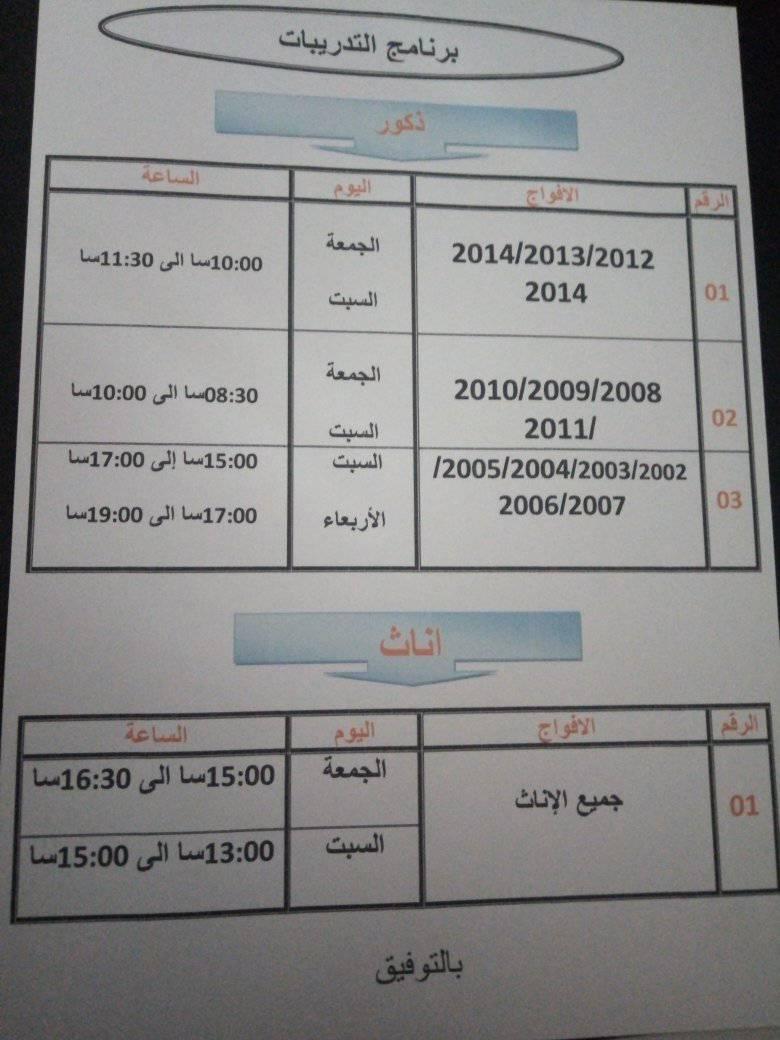 برنامج التدريبات
ذكور
الرقم الافواج اليوم الساعة
01 2014/2013/2012 الجمعة 10:00سا الى 11:30سا
2014 السبت
02 2010/2009/2008 الجمعة 08:30سا الى 10:00سا
2011/ السبت
03 /2005/2004/2003/2002 السبت 15:00سا إلى 17:00سا
2006/2007 الأربعاء 17:00سا الى 19:00سا
اناث
الرقم الافواج اليوم الساعة
01 جميع الإناث الجمعة 15:00سا الى 16:30سا
السبت 13:00سا الى 15:00سا
بالتوفيق